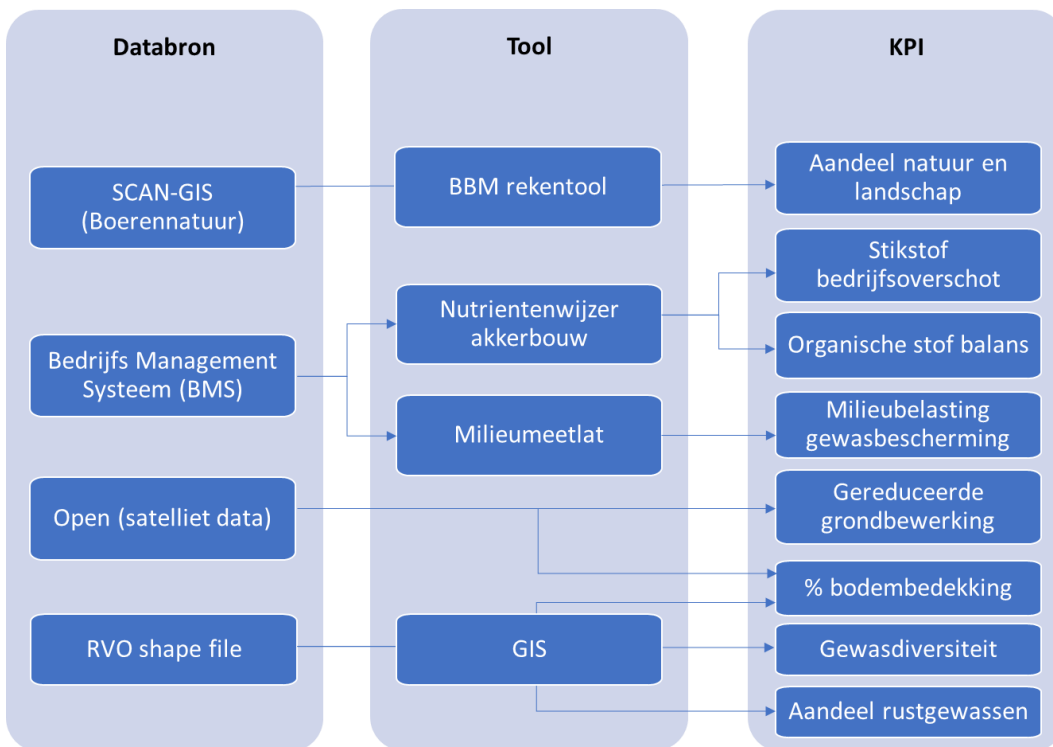 Databron
SCAN-GIS
(Boerennatuur)
Bedrijfs Management
Systeem (BMS)
Open (satelliet data)
RVO shape file
Tool
BBM rekentool
Nutrientenwijzer
akkerbouw
Milieumeetlat
GIS
KPI
Aandeel natuur en
landschap
Stikstof
bedrijfsoverschot
Organische stof balans
Milieubelasting
gewasbescherming
Gereduceerde
grondbewerking
% bodembedekking
Gewasdiversiteit
Aandeel rustgewassen